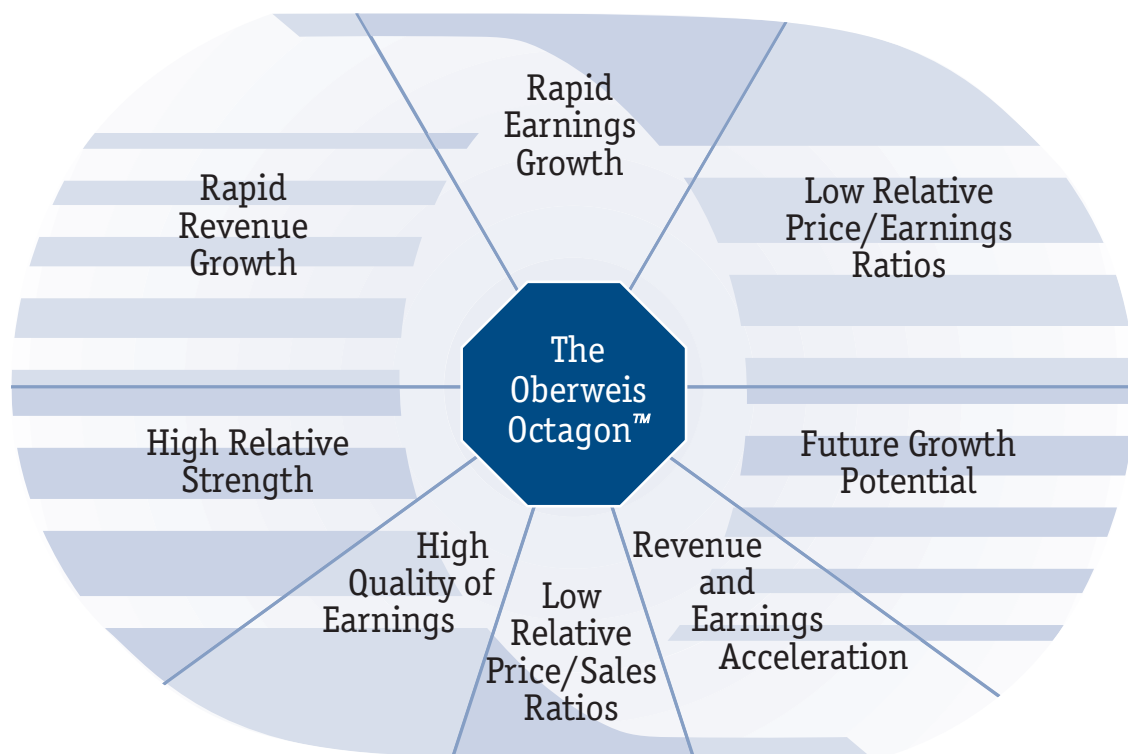 Rapid
Earnings
Growth
Rapid
Revenue
Growth
Low Relative
Price/Earnings
Ratios
The
Oberweis
Octagon™
High Relative
Strength
Future Growth
Potential
High
Quality of
Earnings
Low
Relative
Price/Sales
Ratios
Revenue
and
Earnings
Acceleration